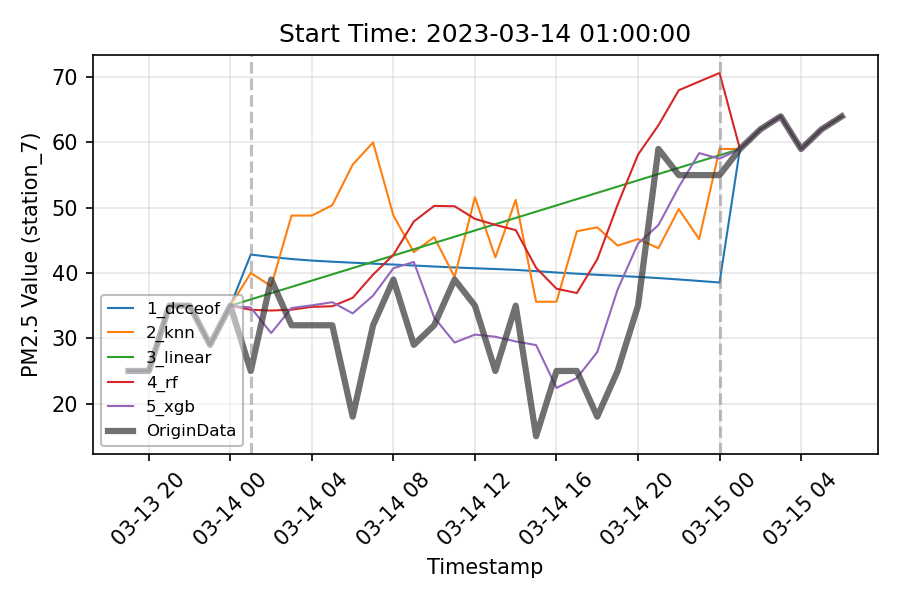 Start Time: 2023-03-14 01:00:00
PM2.5 Value (station_7)
70
60
50
40
30
20
1_dcceof
2_knn
3_linear
4_rf
5_xgb
OriginData
03-13 20
03-14 00
03-14 04
03-14 08
03-14 12
03-14 16
03-14 20
03-15 00
03-15 04
Timestamp